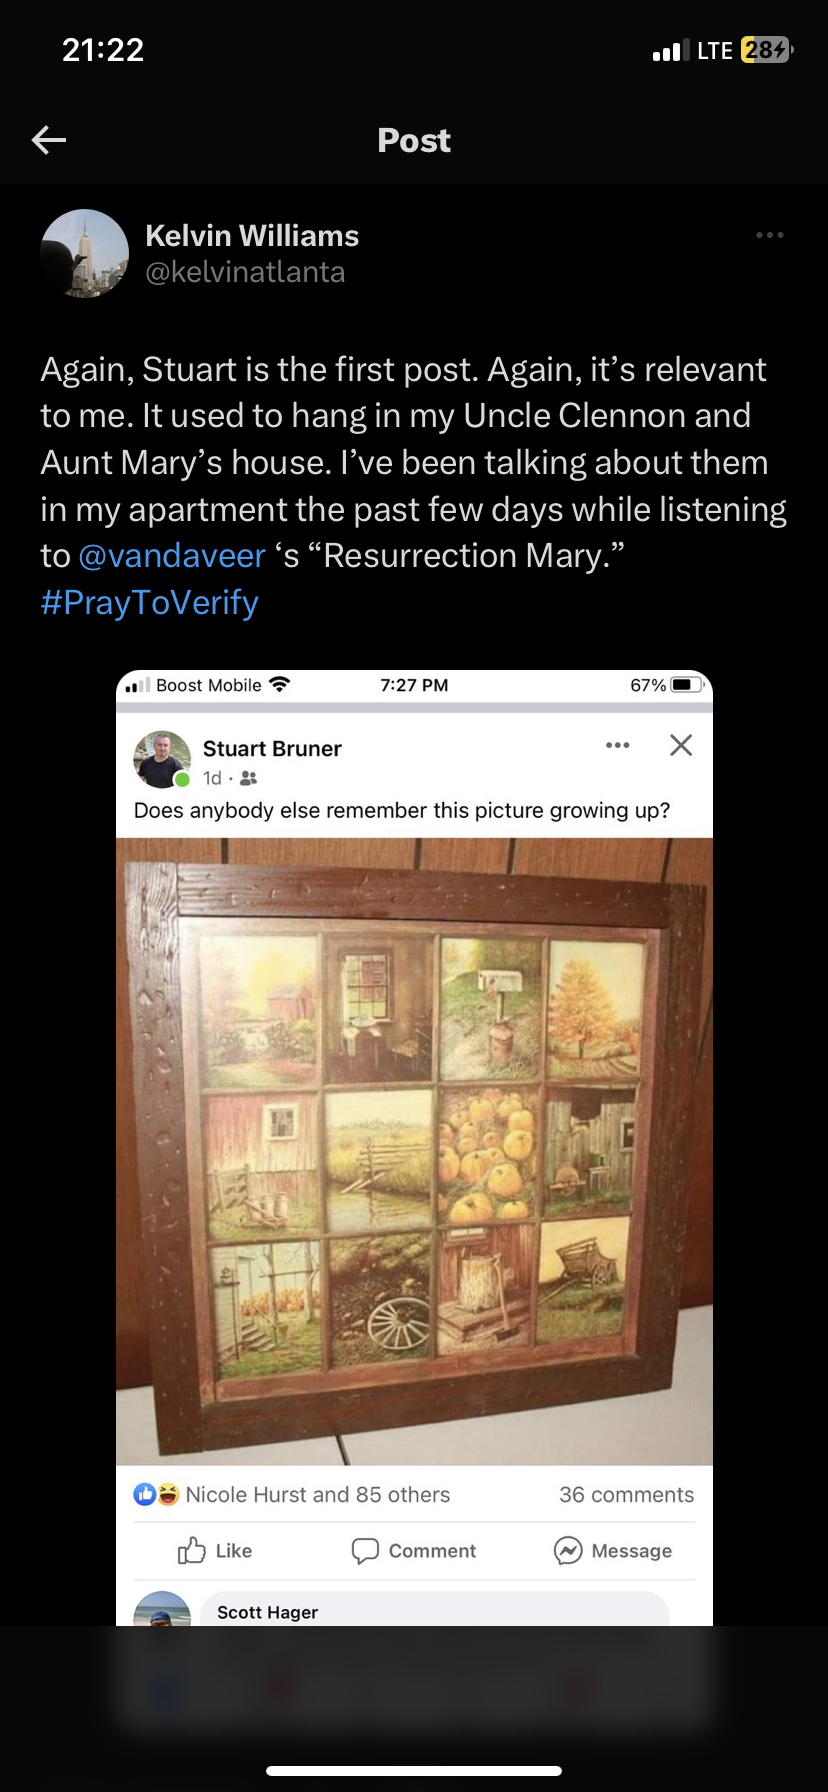 21:22
LTE 28
Post
Kelvin Williams
@kelvinatlanta
Again, Stuart is the first post. Again, it’s relevant
to me. It used to hang in my Uncle Clennon and
Aunt Mary’s house. I’ve been talking about them
in my apartment the past few days while listening
to @vandaveer ‘s “Resurrection Mary.”
#PrayToVerify
Boost Mobile 7:27 PM 67%
Stuart Bruner
1d ·
Does anybody else remember this picture growing up?
Nicole Hurst and 85 others 36 comments
Like Comment Message
Scott Hager